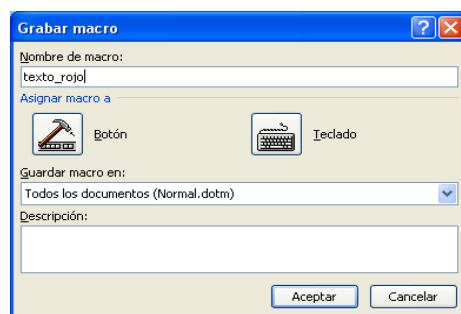 Grabar macro
Nombre de macro:
texto_rojo
Asignar macro a
Botón
Teclado
Guardar macro en:
Todos los documentos (Normal.dotm)
Descripción:
Aceptar
Cancelar